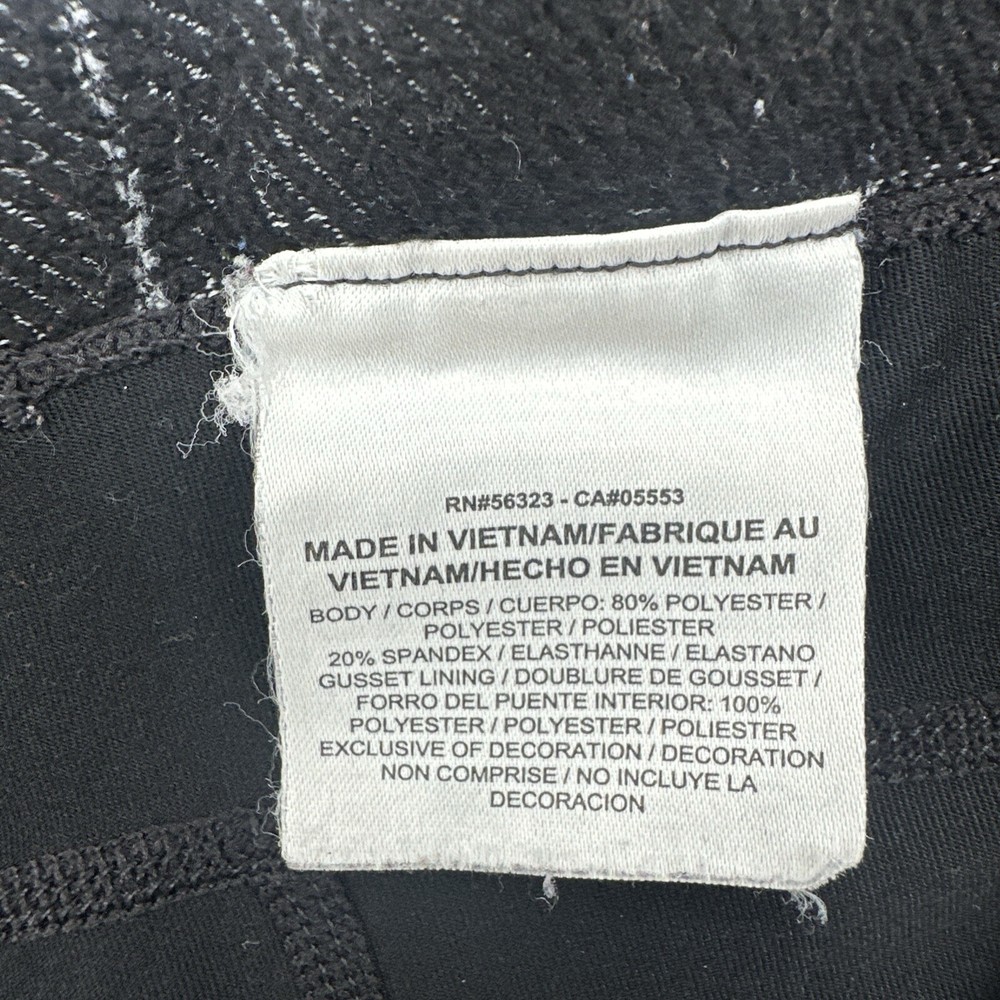 RN#56323 - CA#05553
MADE IN VIETNAM/FABRIQUE AU
VIETNAM/HECHO EN VIETNAM
BODY / CORPS / CUERPO: 80% POLYESTER /
POLYESTER / POLIESTER
20% SPANDEX / ELASTHANNE / ELASTANO
GUSSET LINING / DOUBLURE DE GOUSSET /
FORRO DEL PUENTE INTERIOR: 100%
POLYESTER / POLYESTER / POLIESTER
EXCLUSIVE OF DECORATION / DECORATION
NON COMPRISE / NO INCLUYE LA
DECORACION